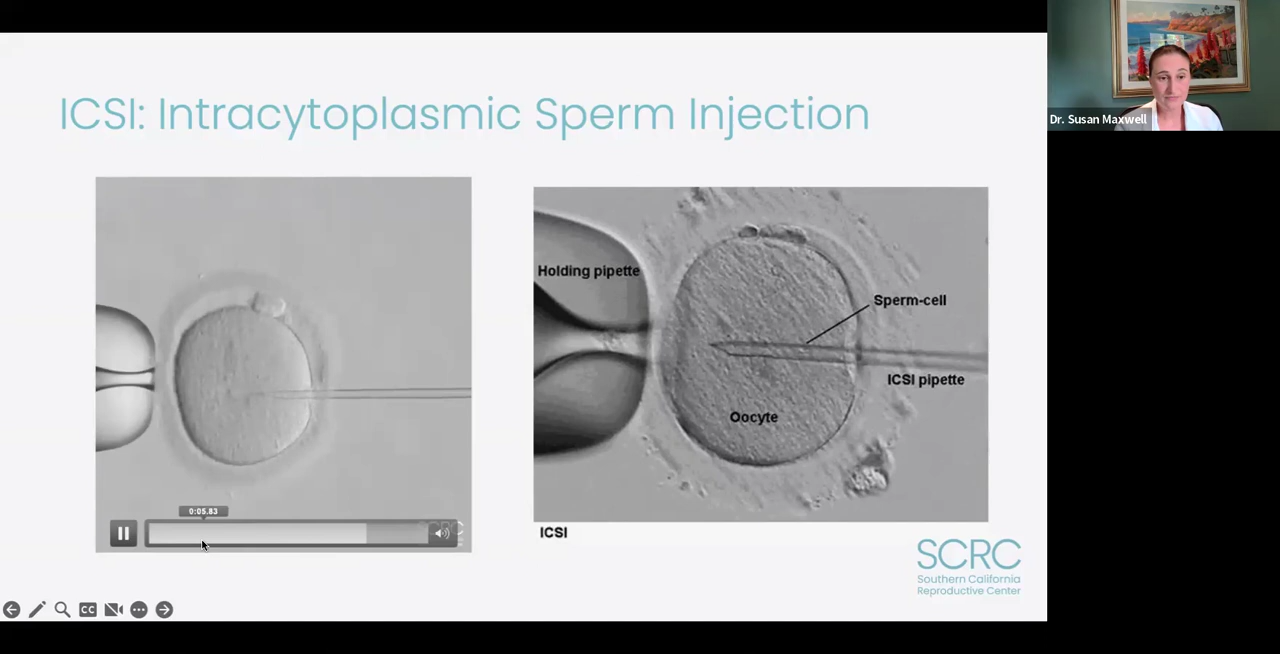 ICSI: Intracytoplasmic Sperm Injection
Dr. Susan Maxwell
Holding pipette
Sperm-cell
ICSI pipette
Oocyte
0:05.83
ICSI
SCRC
Southern California
Reproductive Center
CC